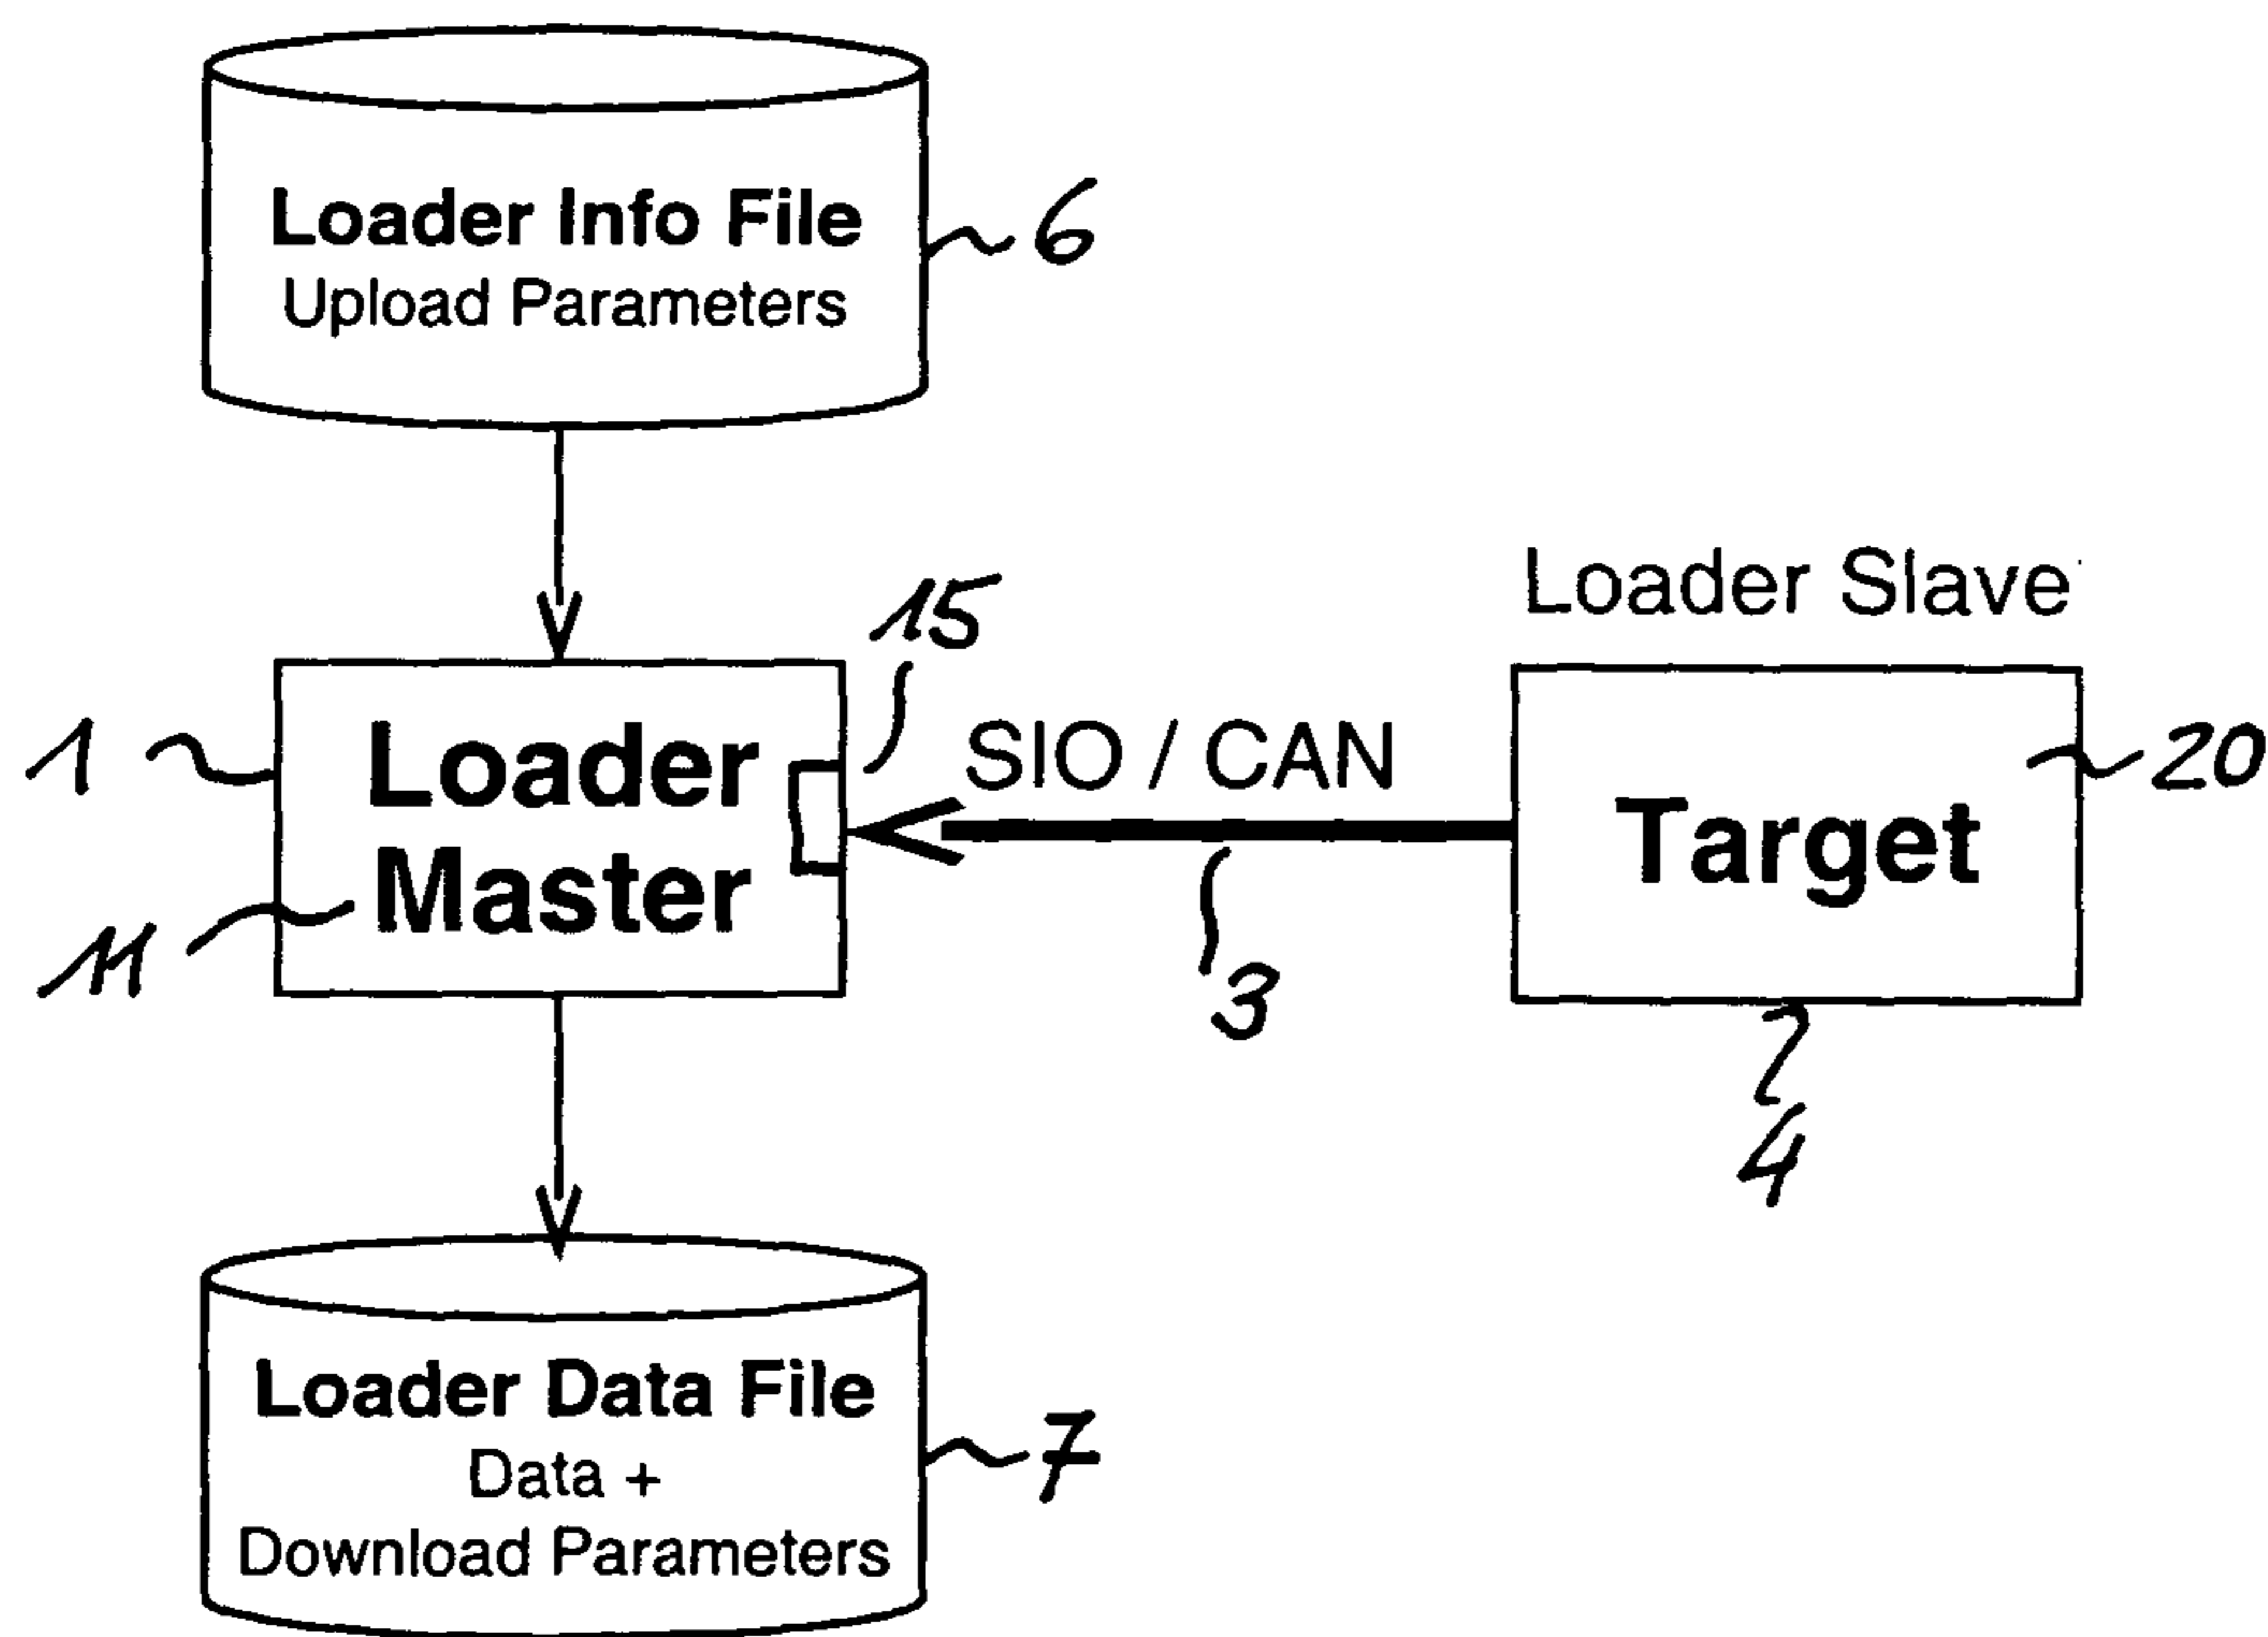 Loader Info File
Upload Parameters
6
Loader Slave
15
1
Loader
Master
SIO / CAN
Target
20
11
3
4
Loader Data File
Data +
Download Parameters
7